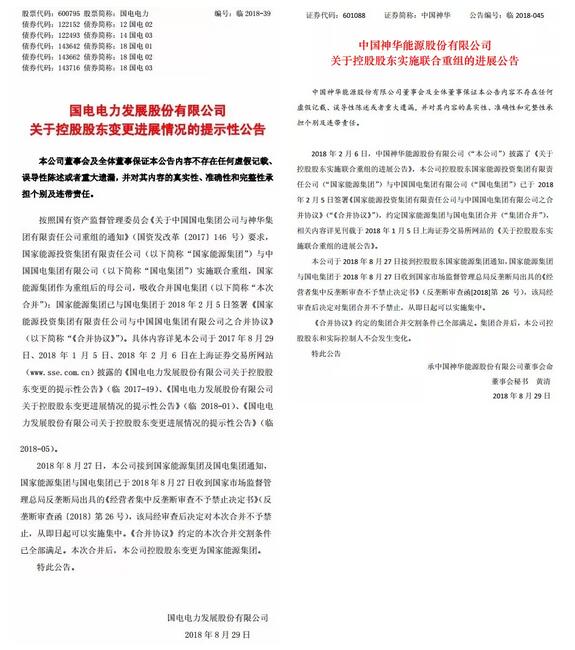 股票代码：600795 股票简称：国电电力 编号：临 2018-39
债券代码：122152 债券简称：12 国电 02
债券代码：122493 债券简称：14 国电 03
债券代码：143642 债券简称：18 国电 01
债券代码：143662 债券简称：18 国电 02
债券代码：143716 债券简称：18 国电 03
国电电力发展股份有限公司
关于控股股东变更进展情况的提示性公告
本公司董事会及全体董事保证本公告内容不存在任何虚假记载、
误导性陈述或者重大遗漏，并对其内容的真实性、准确性和完整性承
担个别及连带责任。
按照国有资产监督管理委员会《关于中国国电集团公司与神华集
团有限责任公司重组的通知》（国资发改革〔2017〕146 号）要求，
国家能源投资集团有限责任公司（以下简称“国家能源集团”）与中
国国电集团有限公司（以下简称“国电集团”）实施联合重组，国家
能源集团作为重组后的母公司，吸收合并国电集团（以下简称“本次
合并”）；国家能源集团已与国电集团于 2018 年 2 月 5 日签署《国家
能源投资集团有限责任公司与中国国电集团有限公司之合并协议》
（以下简称“《合并协议》”）。具体内容详见本公司于 2017 年 8 月 29
日、2018 年 1 月 5 日、2018 年 2 月 6 日在上海证券交易所网站
（www.sse.com.cn）披露的《国电电力发展股份有限公司关于控股股
东变更的提示性公告》（临 2017-49）、《国电电力发展股份有限公司
关于控股股东变更进展情况的提示性公告》（临 2018-01）、《国电电
力发展股份有限公司关于控股股东变更进展情况的提示性公告》（临
2018-05）。
2018 年 8 月 27 日，本公司接到国家能源集团及国电集团通知，
国家能源集团与国电集团已于 2018 年 8 月 27 日收到国家市场监督管
理总局反垄断局出具的《经营者集中反垄断审查不予禁止决定书》（反
垄断审查函〔2018〕第 26 号），该局经审查后决定对本次合并不予禁
止，从即日起可以实施集中。《合并协议》约定的本次合并交割条件
已全部满足。本次合并后，本公司控股股东变更为国家能源集团。
特此公告。
国电电力发展股份有限公司
2018 年 8 月 29 日
证券代码：601088 证券简称：中国神华 公告编号：临 2018-045
中国神华能源股份有限公司
关于控股股东实施联合重组的进展公告
中国神华能源股份有限公司董事会及全体董事保证本公告内容不存在任何
虚假记载、误导性陈述或者重大遗漏，并对其内容的真实性、准确性和完整性承
担个别及连带责任。
2018 年 2 月 6 日，中国神华能源股份有限公司（“本公司”）披露了《关于
控股股东实施联合重组的进展公告》，本公司控股股东国家能源投资集团有限责
任公司（“国家能源集团”）与中国国电集团有限公司（“国电集团”）已于 2018
年 2 月 5 日签署《国家能源投资集团有限责任公司与中国国电集团有限公司之合
并协议》（“《合并协议》”），约定国家能源集团与国电集团合并（“集团合并”），
相关内容详见刊载于 2018 年 1 月 5 日上海证券交易所网站的《关于控股股东实
施联合重组的进展公告》。
本公司于 2018 年 8 月 27 日接到控股股东国家能源集团通知，国家能源集团
与国电集团已于 2018 年 8 月 27 日收到国家市场监督管理总局反垄断局出具的《经
营者集中反垄断审查不予禁止决定书》（反垄断审查函[2018]第 26 号），该局经
审查后决定对集团合并不予禁止，从即日起可以实施集中。
《合并协议》约定的集团合并交割条件已全部满足。集团合并后，本公司控
股股东和实际控制人不会发生变化。
特此公告
承中国神华能源股份有限公司董事会命
董事会秘书 黄清
2018 年 8 月 29 日